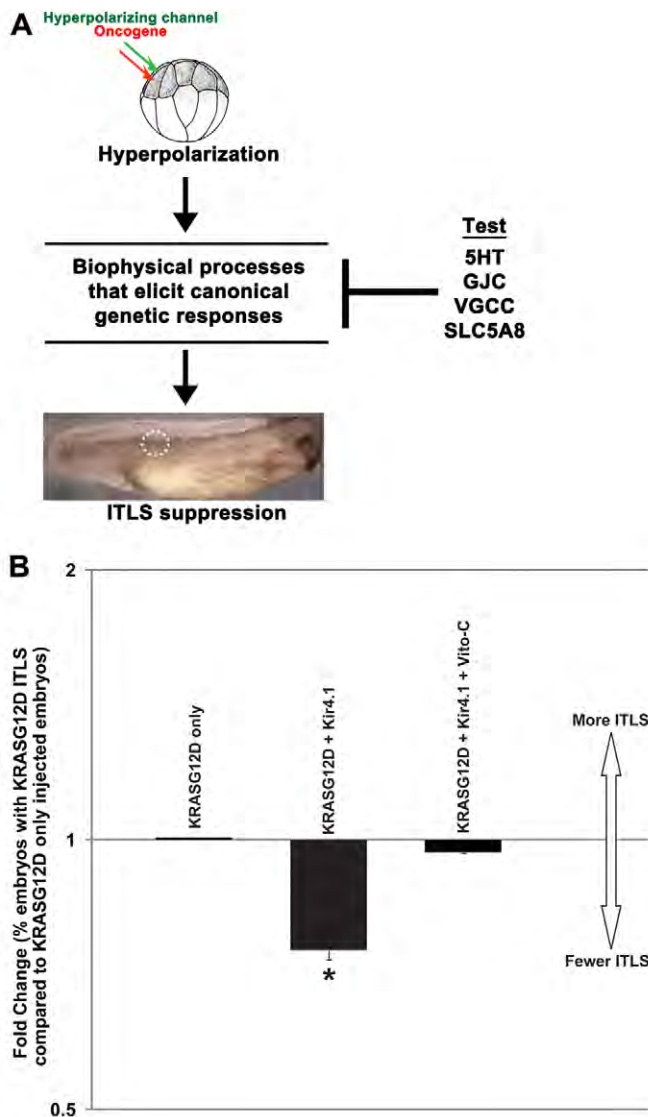 A
Hyperpolarizing channel
Oncogene
Hyperpolarization
Biophysical processes
that elicit canonical
genetic responses
Test
5HT
GJC
VGCC
SLC5A8
ITLS suppression
B
Fold Change (% embryos with KRASG12D ITLS
compared to KRASG12D only injected embryos)
2
1
0.5
KRASG12D only
KRASG12D + Kir4.1
KRASG12D + Kir4.1 + Vito-C
*
More ITLS
Fewer ITLS